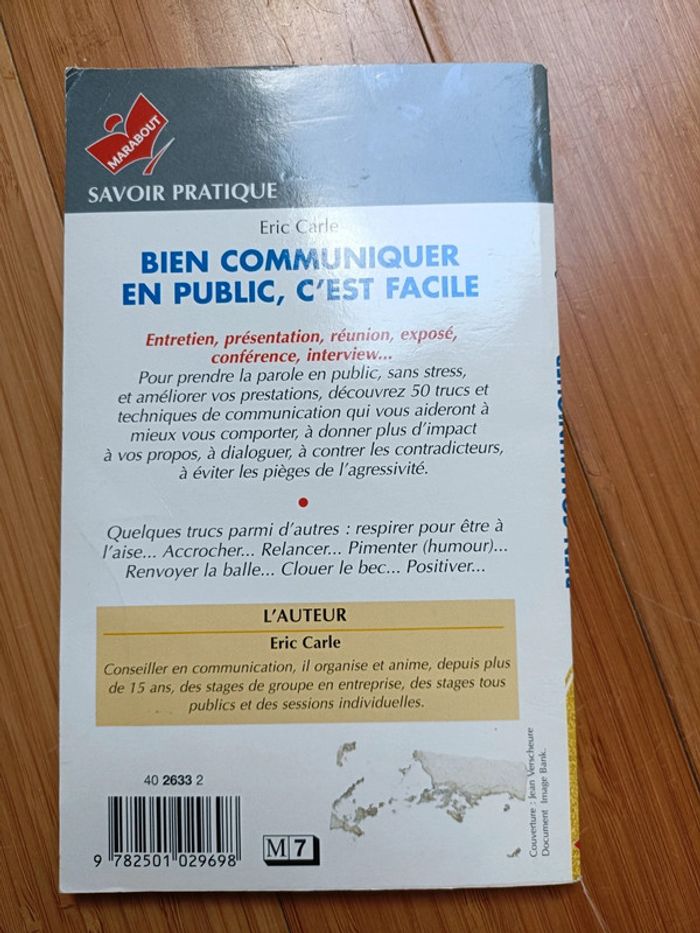 MARABOUT
SAVOIR PRATIQUE
Eric Carle
BIEN COMMUNIQUER
EN PUBLIC, C'EST FACILE
Entretien, présentation, réunion, exposé,
conférence, interview...
Pour prendre la parole en public, sans stress,
et améliorer vos prestations, découvrez 50 trucs et
techniques de communication qui vous aideront à
mieux vous comporter, à donner plus d'impact
à vos propos, à dialoguer, à contrer les contradicteurs,
à éviter les pièges de l'agressivité.
Quelques trucs parmi d'autres : respirer pour être à
l'aise... Accrocher... Relancer... Pimenter (humour)...
Renvoyer la balle... Clouer le bec... Positiver...
L'AUTEUR
Eric Carle
Conseiller en communication, il organise et anime, depuis plus
de 15 ans, des stages de groupe en entreprise, des stages tous
publics et des sessions individuelles.
40 2633 2
9 782501 029698
M 7
Couverture : Jean Verscheure
Document Image Bank.
BIEN COMMUNIQUER